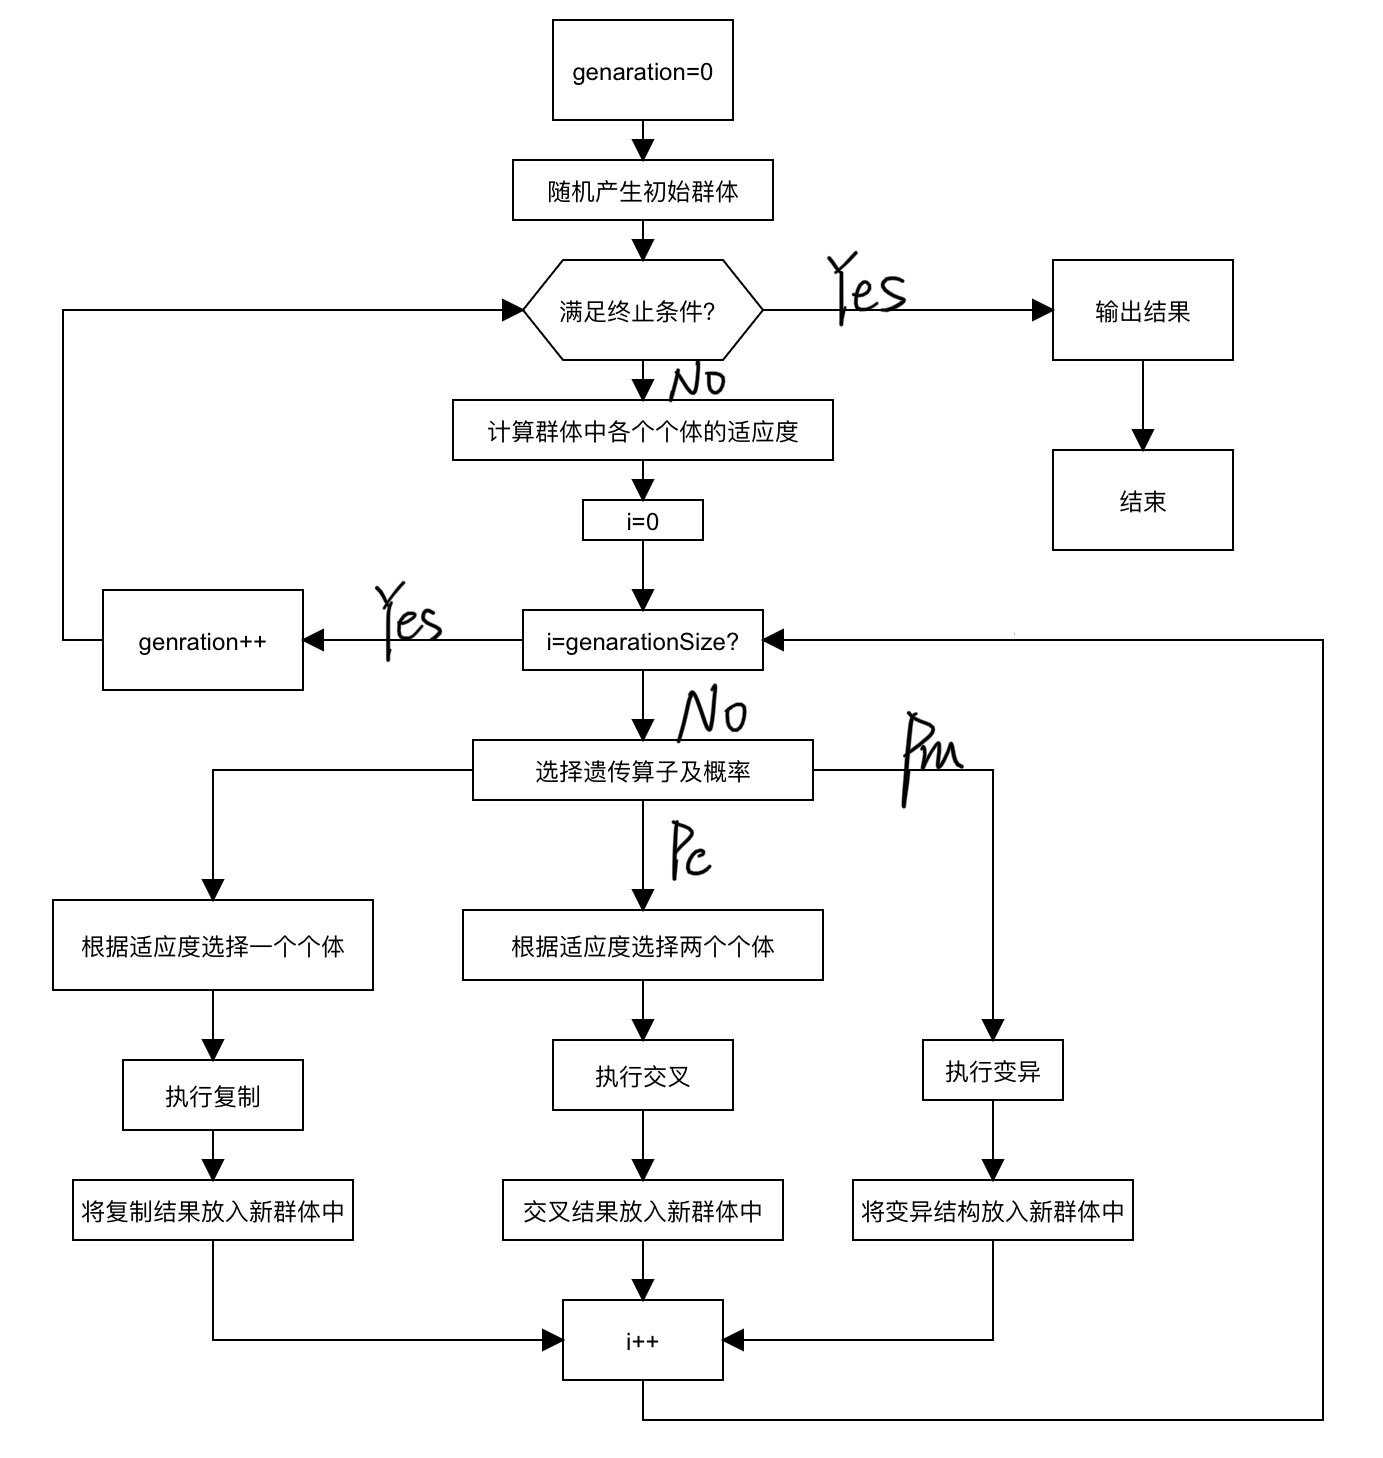 genaration=0
随机产生初始群体
满足终止条件?
Yes
输出结果
No
计算群体中各个个体的适应度
i=0
结束
genration++
Yes
i=genarationSize?
No
选择遗传算子及概率
Pm
Pc
根据适应度选择一个个体
根据适应度选择两个个体
执行复制
执行交叉
执行变异
将复制结果放入新群体中
交叉结果放入新群体中
将变异结构放入新群体中
i++